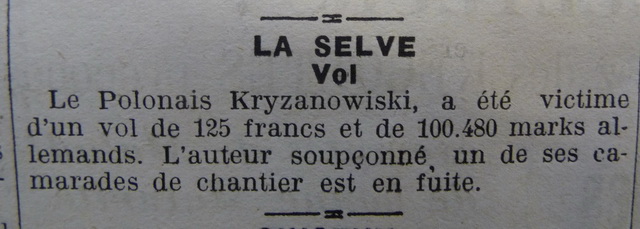 LA SELVE
Vol
Le Polonais Kryzanowiski, a été victime
d'un vol de 125 francs et de 100.480 marks al-
lemands. L'auteur soupçonné, un de ses ca-
marades de chantier est en fuite.